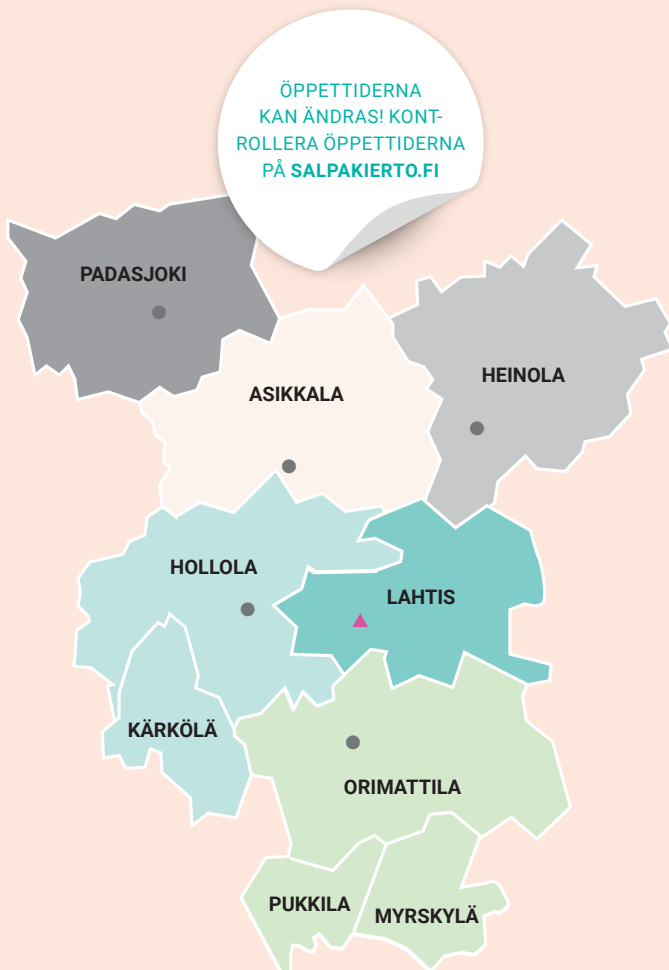 ÖPPETTIDERNA
KAN ÄNDRAS! KONT-
ROLLERA ÖPPETTIDERNA
PÅ SALPAKIERTO.FI
PADASJOKI
HEINOLA
ASIKKALA
HOLLOLA
LAHTIS
KÄRKÖLÄ
ORIMATTILA
PUKKILA
MYRSKYLÄ